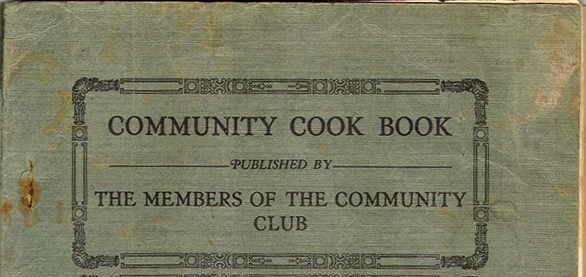 COMMUNITY COOK BOOK
PUBLISHED BY
THE MEMBERS OF THE COMMUNITY
CLUB